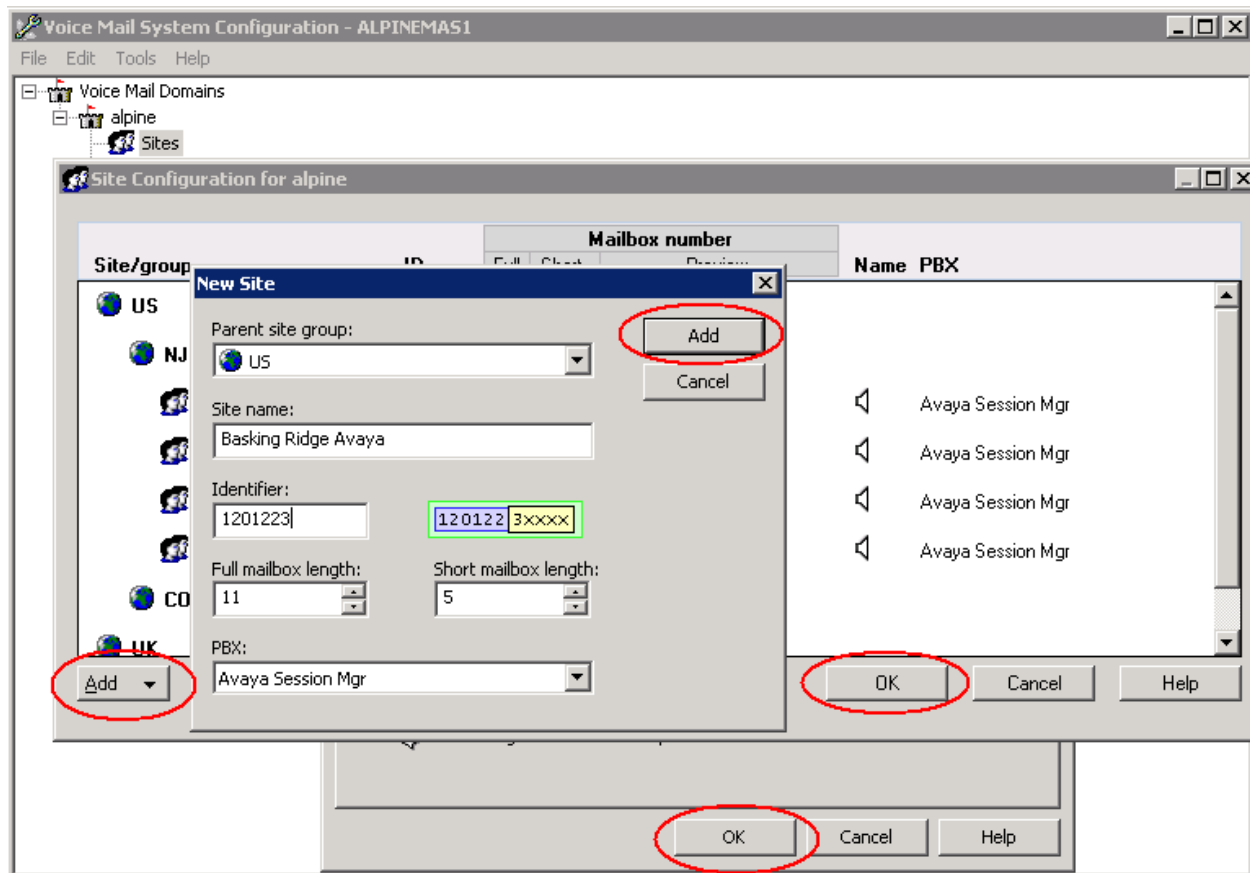 Voice Mail System Configuration - ALPINEMAS1
File Edit Tools Help
Voice Mail Domains
alpine
Sites
Site Configuration for alpine
Mailbox number
Site/group ID Full Short Preview Name PBX
US
NJ
CO
UK
Avaya Session Mgr
Avaya Session Mgr
Avaya Session Mgr
Avaya Session Mgr
New Site
Parent site group:
US
Add
Cancel
Site name:
Basking Ridge Avaya
Identifier:
1201223
120122 3xxxx
Full mailbox length: Short mailbox length:
11 5
PBX:
Avaya Session Mgr
Add OK Cancel Help
OK Cancel Help